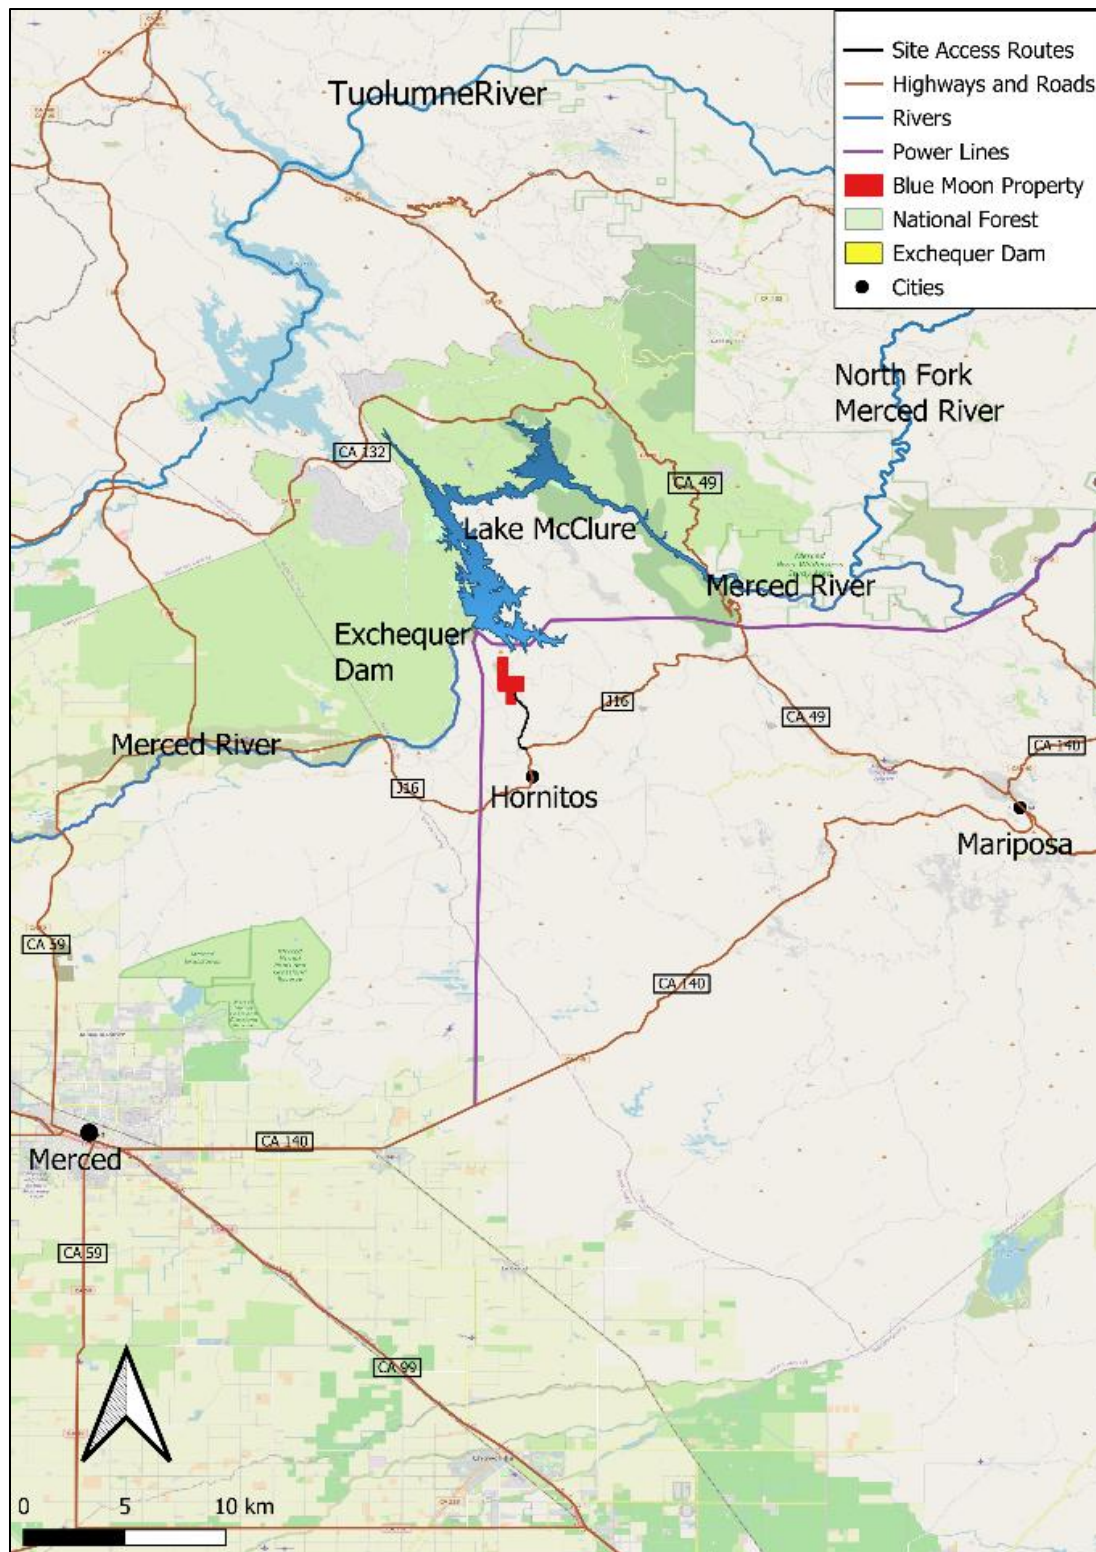 Site Access Routes
Highways and Roads
Rivers
Power Lines
Blue Moon Property
National Forest
Exchequer Dam
Cities
TuolumneRiver
North Fork
Merced River
CA 132
CA 49
Lake McClure
Merced River
Exchequer
Dam
J16
CA 49
Merced River
CA 140
J16
Hornitos
Mariposa
CA 59
CA 140
Merced
CA 140
CA 59
CA 99
0 5 10 km